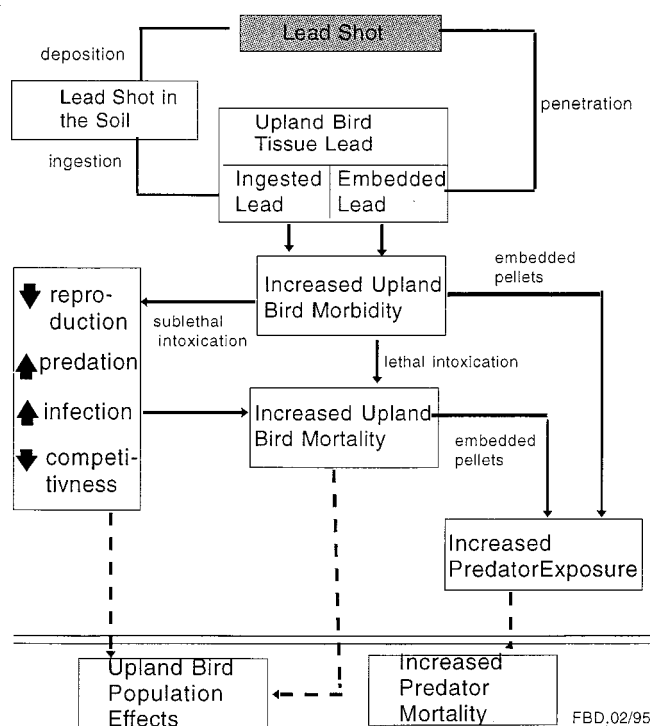 Lead Shot
deposition
Lead Shot in
the Soil
penetration
Upland Bird
Tissue Lead
ingestion
Ingested
Lead
Embedded
Lead
embedded
pellets
Increased Upland
Bird Morbidity
repro-
duction
sublethal
intoxication
predation
lethal intoxication
infection
Increased Upland
Bird Mortality
embedded
pellets
competi-
tivness
Increased
PredatorExposure
Upland Bird
Population
Effects
Increased
Predator
Mortality
FBD.02/95